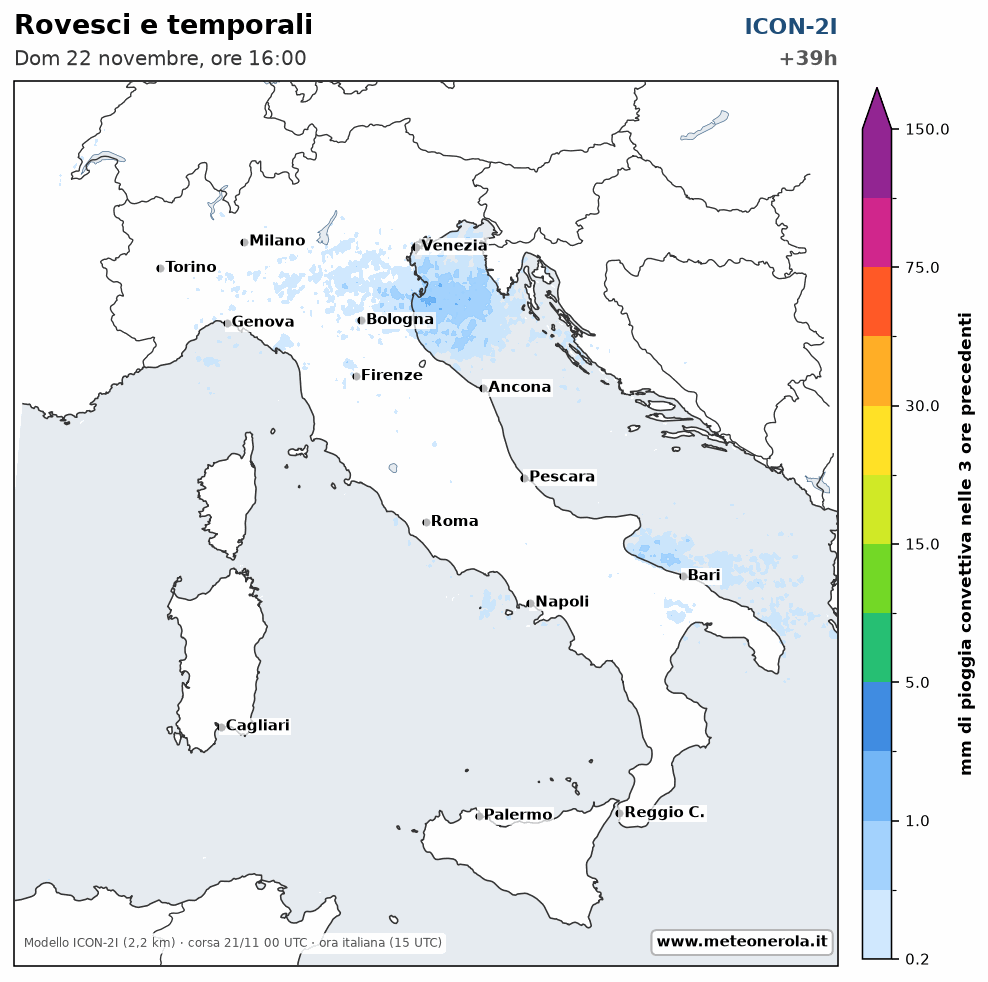 Rovesci e temporali
ICON-2I
Dom 22 novembre, ore 16:00
+39h
150.0
75.0
30.0
15.0
5.0
1.0
0.2
mm di pioggia convettiva nelle 3 ore precedenti
Milano
Venezia
Torino
Genova
Bologna
Firenze
Ancona
Pescara
Roma
Bari
Napoli
Cagliari
Palermo
Reggio C.
Modello ICON-2I (2,2 km) · corsa 21/11 00 UTC · ora italiana (15 UTC)
www.meteonerola.it